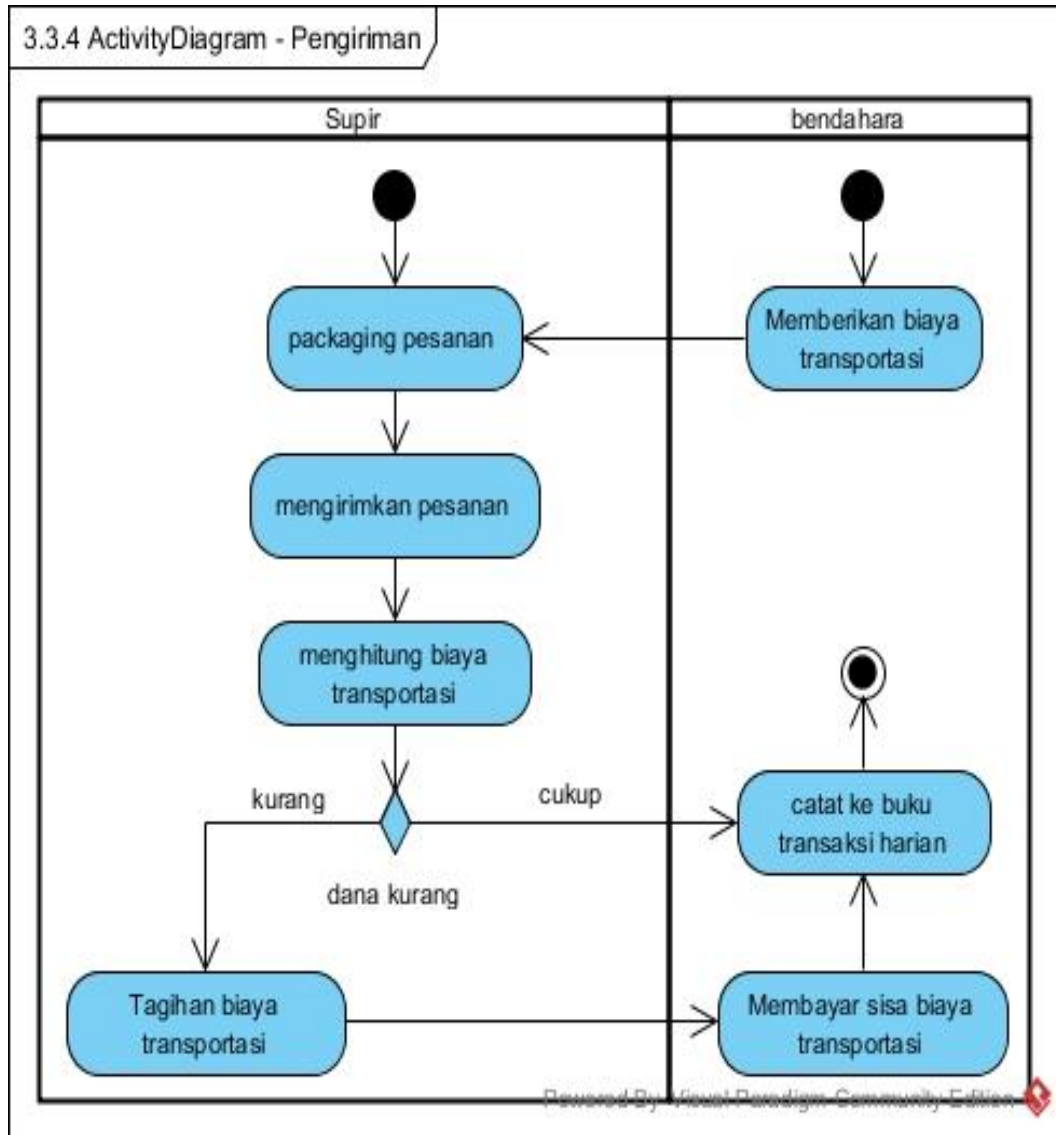 3.3.4 ActivityDiagram - Pengiriman
Supir
bendahara
packaging pesanan
Memberikan biaya
transportasi
mengirimkan pesanan
menghitung biaya
transportasi
kurang
cukup
catat ke buku
transaksi harian
dana kurang
Tagihan biaya
transportasi
Membayar sisa biaya
transportasi
Powered By Visual Paradigm Community Edition